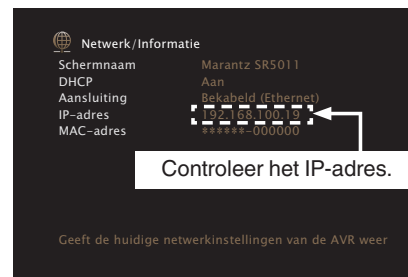 Netwerk/Informatie
Schermnaam Marantz SR5011
DHCP Aan
Aansluiting Bekabeld (Ethernet)
IP-adres 192.168.100.19
MAC-adres ******-000000
Controleer het IP-adres.
Geeft de huidige netwerkinstellingen van de AVR weer